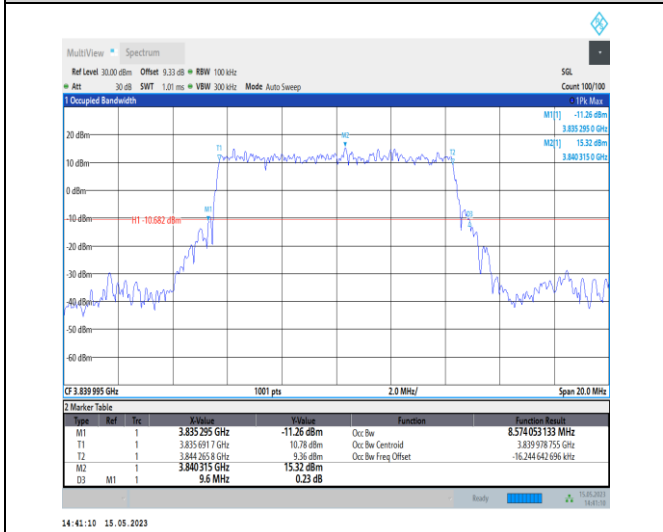 MultiView Spectrum
Ref Level 30.00 dBm Offset 9.33 dB RBW 100 kHz SGL
Att 30 dB SWT 1.01 ms VBW 300 kHz Mode Auto Sweep Count 100/100
1 Occupied Bandwidth 1Pk Max
M1[1] -11.26 dBm
3.835 295 0 GHz
M2[1] 15.32 dBm
3.840 315 0 GHz
20 dBm
M2
T1
T2
10 dBm
0 dBm
M1
-10 dBm
H1 -10.682 dBm
D3
-20 dBm
-30 dBm
-40 dBm
-50 dBm
-60 dBm
CF 3.839 995 GHz 1001 pts 2.0 MHz/ Span 20.0 MHz
2 Marker Table
Type Ref Trc X-Value Y-Value Function Function Result
M1 1 3.835 295 GHz -11.26 dBm Occ Bw 8.574 053 133 MHz
T1 1 3.835 691 7 GHz 10.78 dBm Occ Bw Centroid 3.839 978 755 GHz
T2 1 3.844 265 8 GHz 9.36 dBm Occ Bw Freq Offset -16.244 642 696 kHz
M2 1 3.840 315 GHz 15.32 dBm
D3 M1 1 9.6 MHz 0.23 dB
Ready 15.05.2023
14:41:10
14:41:10 15.05.2023